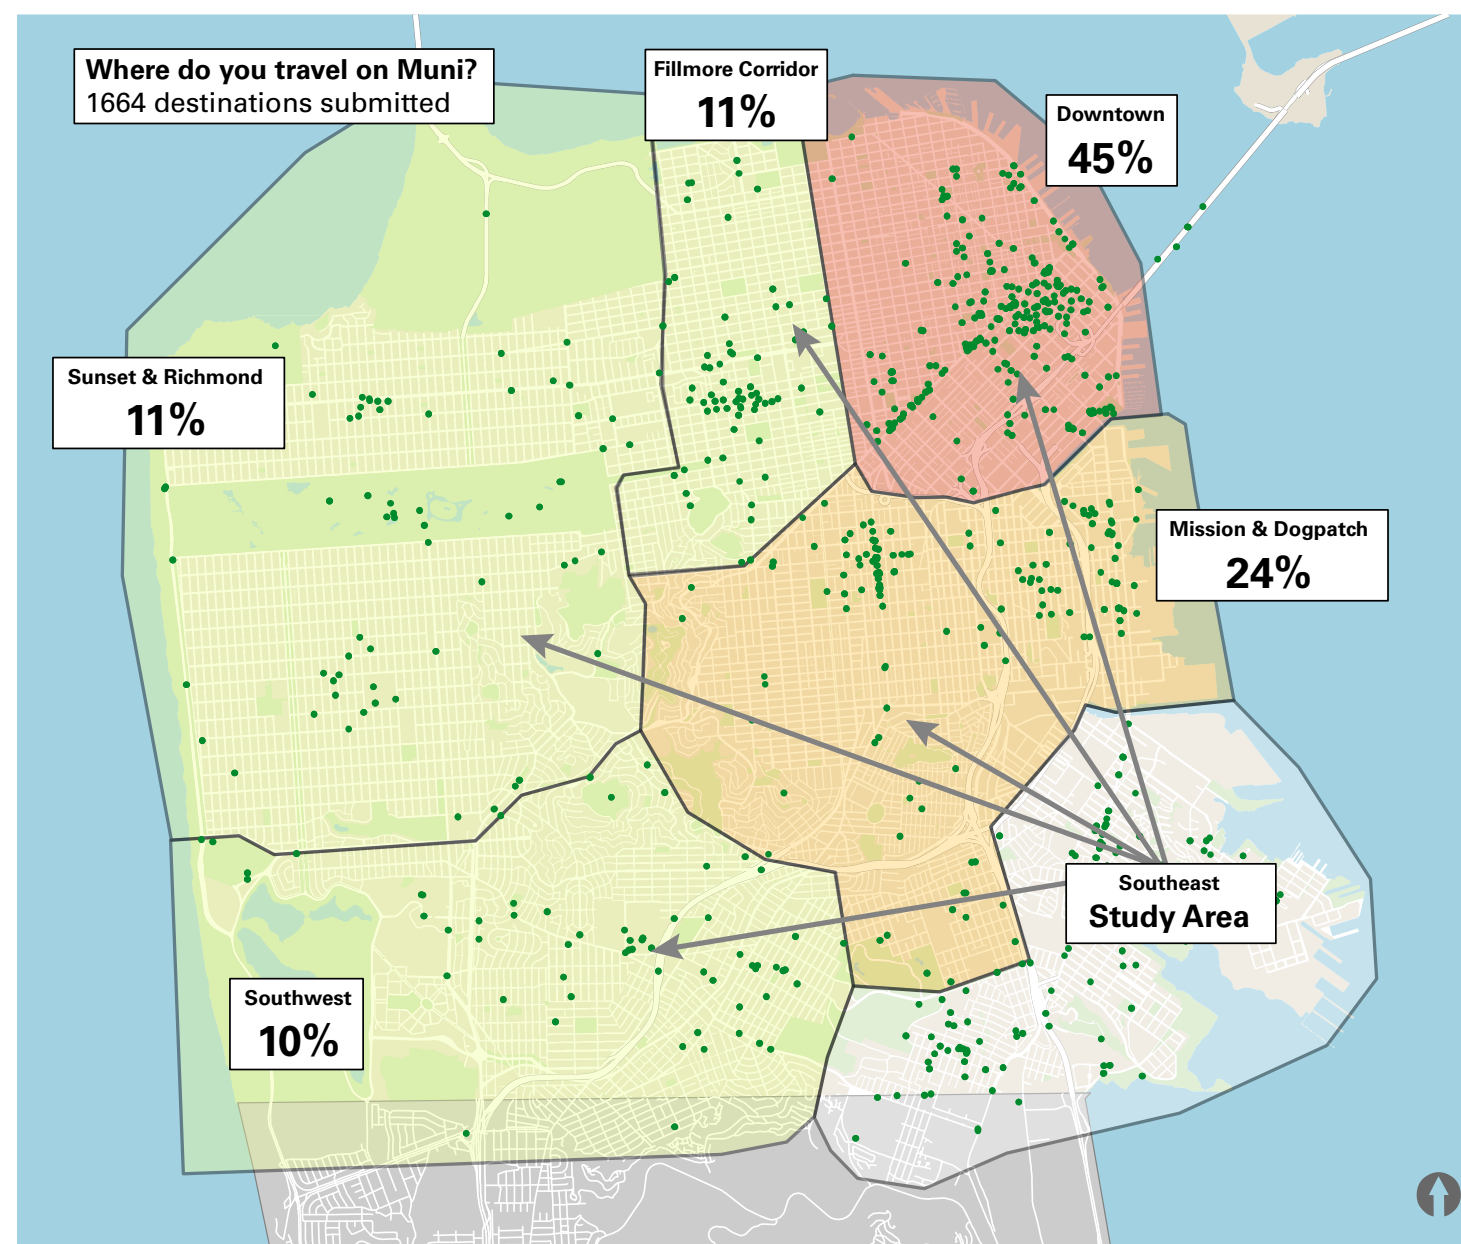 Where do you travel on Muni?
1664 destinations submitted
Fillmore Corridor
11%
Downtown
45%
Sunset & Richmond
11%
Mission & Dogpatch
24%
Southeast
Study Area
Southwest
10%